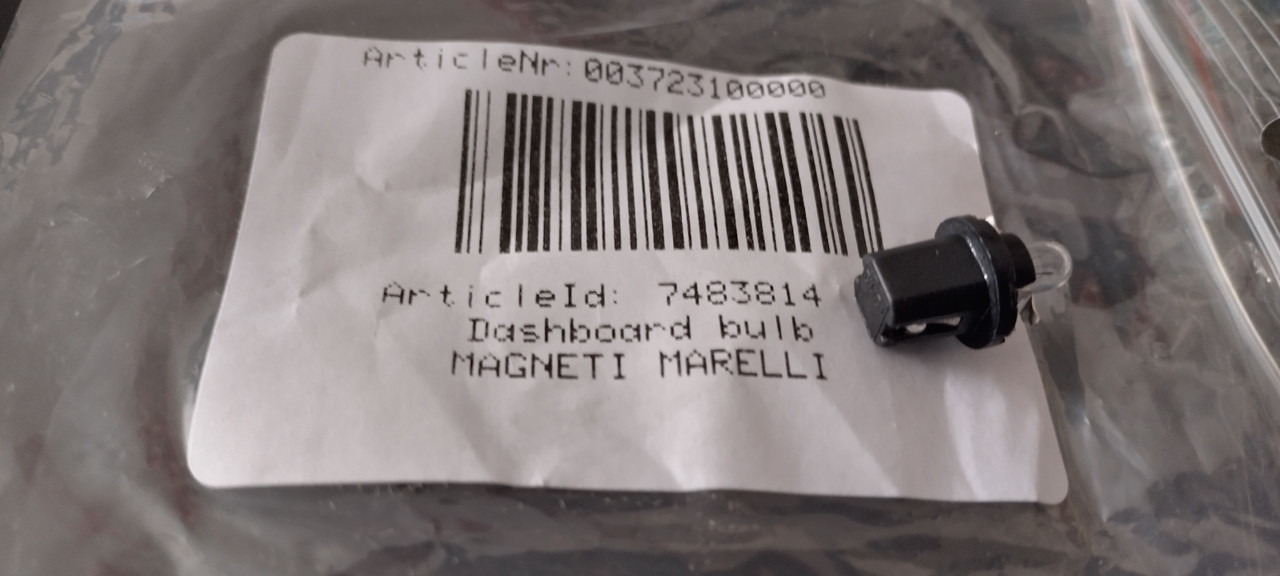 ArticleNr:003723100000
ArticleId: 7483814
Dashboard bulb
MAGNETI MARELLI